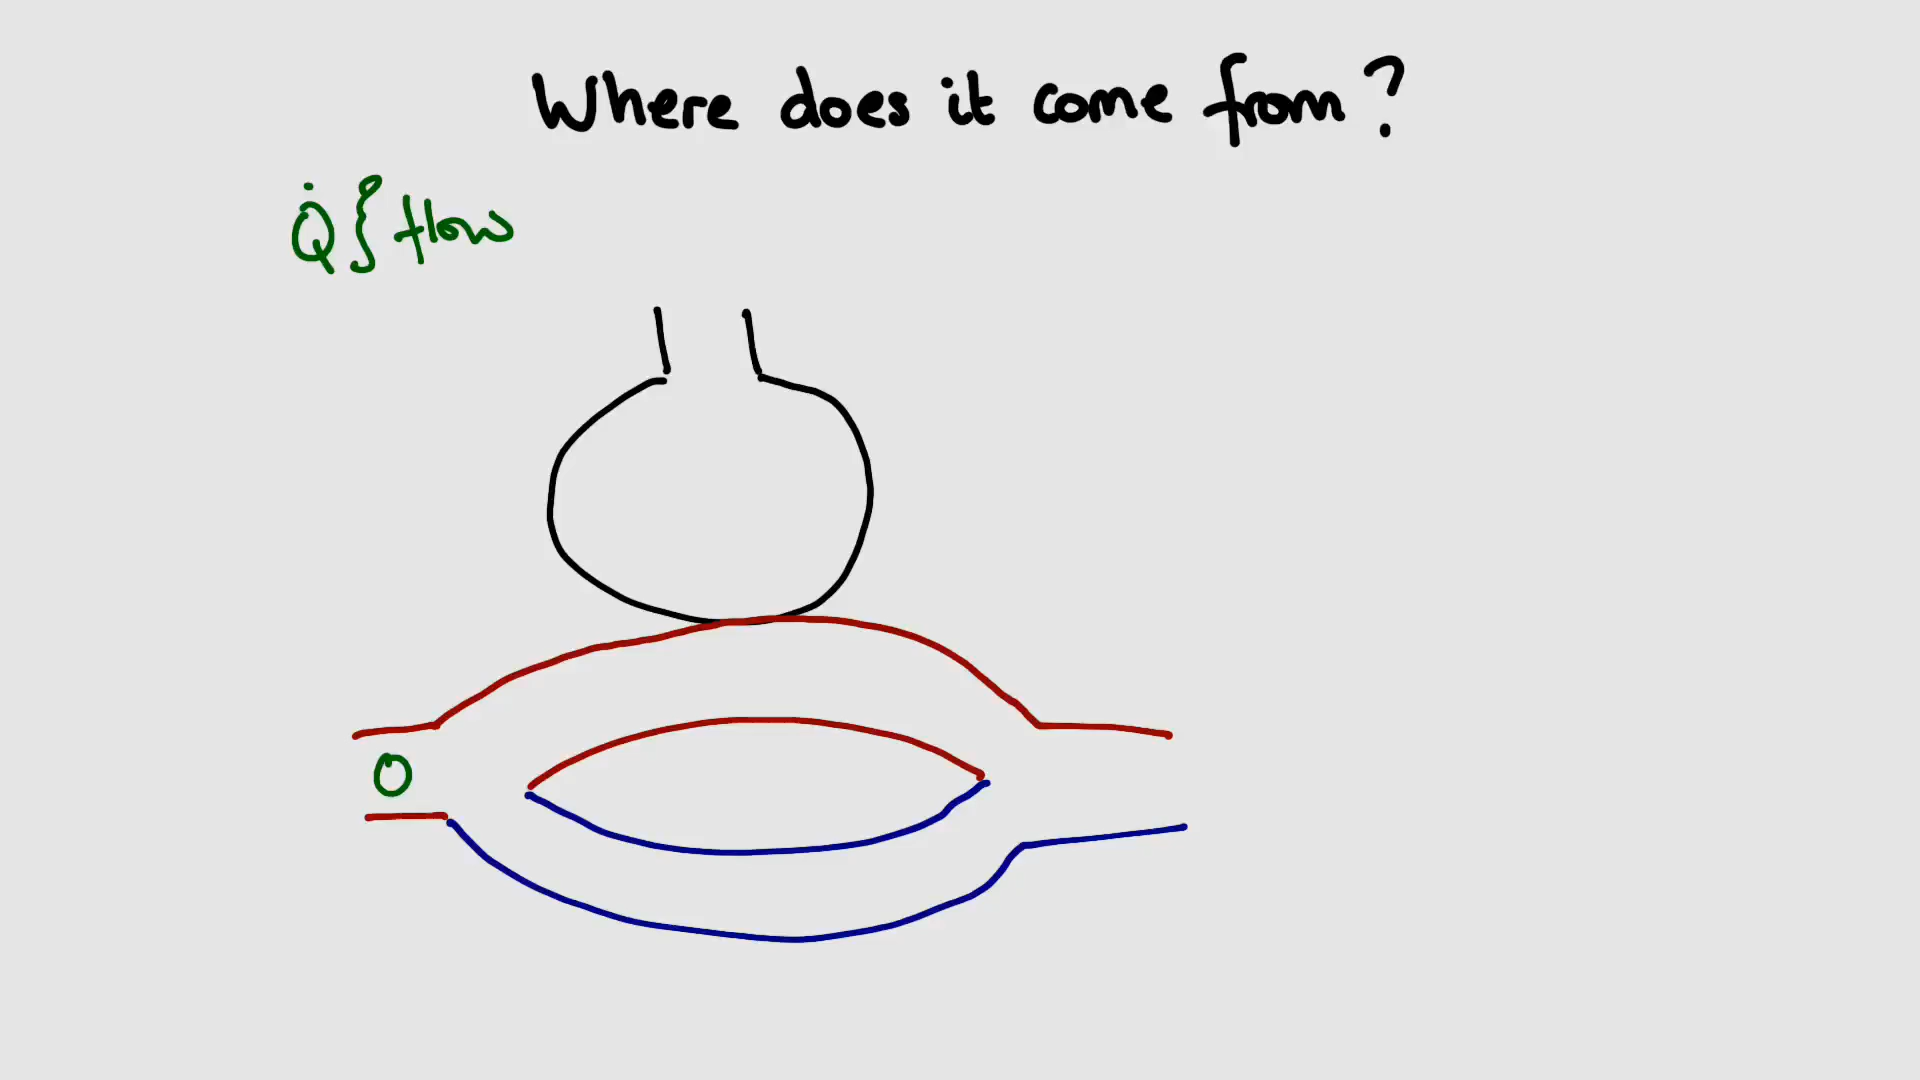 Where does it come from?
Q̇ } flow
O